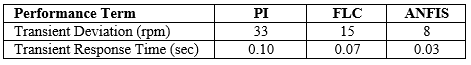 Performance Term PI FLC ANFIS
Transient Deviation (rpm) 33 15 8
Transient Response Time (sec) 0.10 0.07 0.03